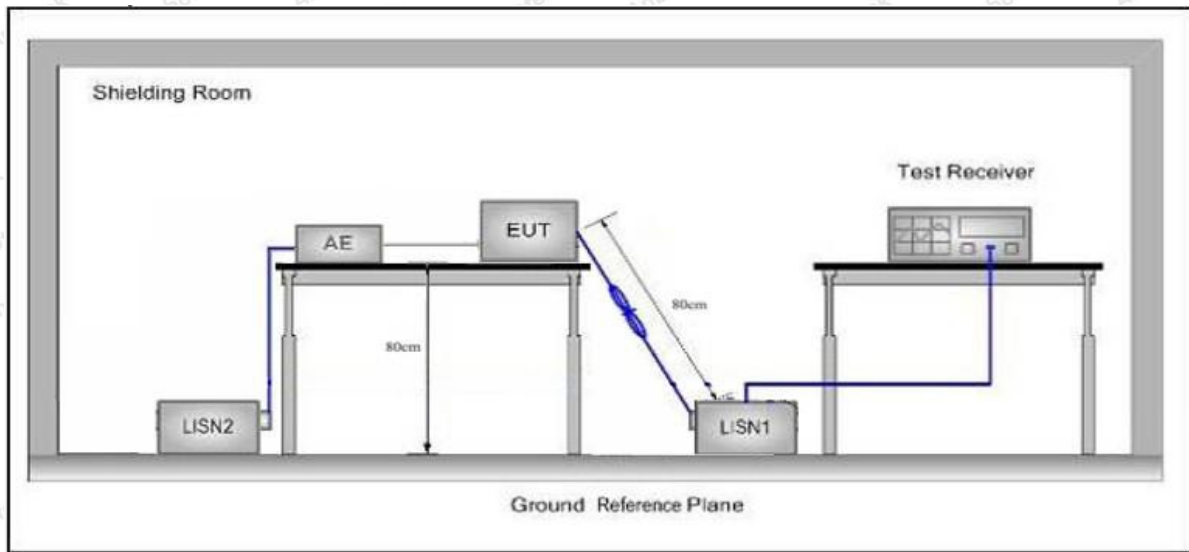 Shielding Room
Test Receiver
AE
EUT
80cm
80cm
LISN2
LISN1
Ground Reference Plane